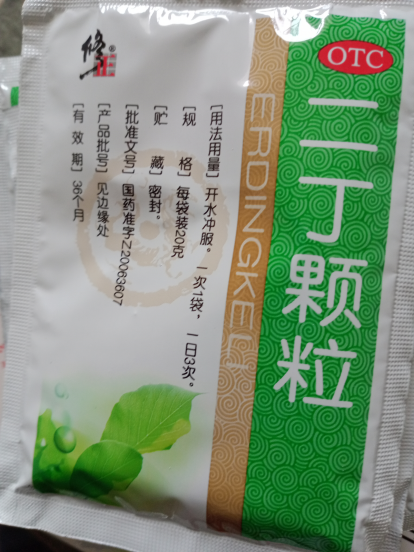 OTC
二丁颗粒
ERDINGKELI
[用法用量] 开水冲服。一次1袋，一日3次。
[规 格] 每袋装20克
[贮 藏] 密封。
[批准文号] 国药准字Z20063607
[产品批号] 见边缘处
[有 效 期] 36个月
修正